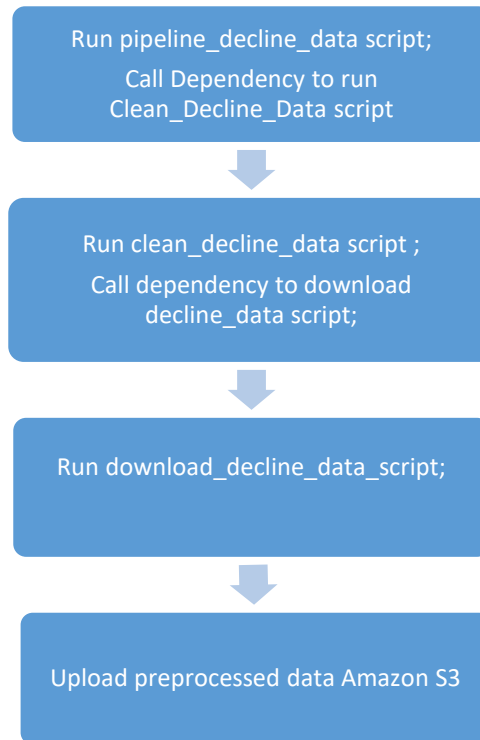 Run pipeline_decline_data script;
Call Dependency to run
Clean_Decline_Data script
Run clean_decline_data script ;
Call dependency to download
decline_data script;
Run download_decline_data_script;
Upload preprocessed data Amazon S3